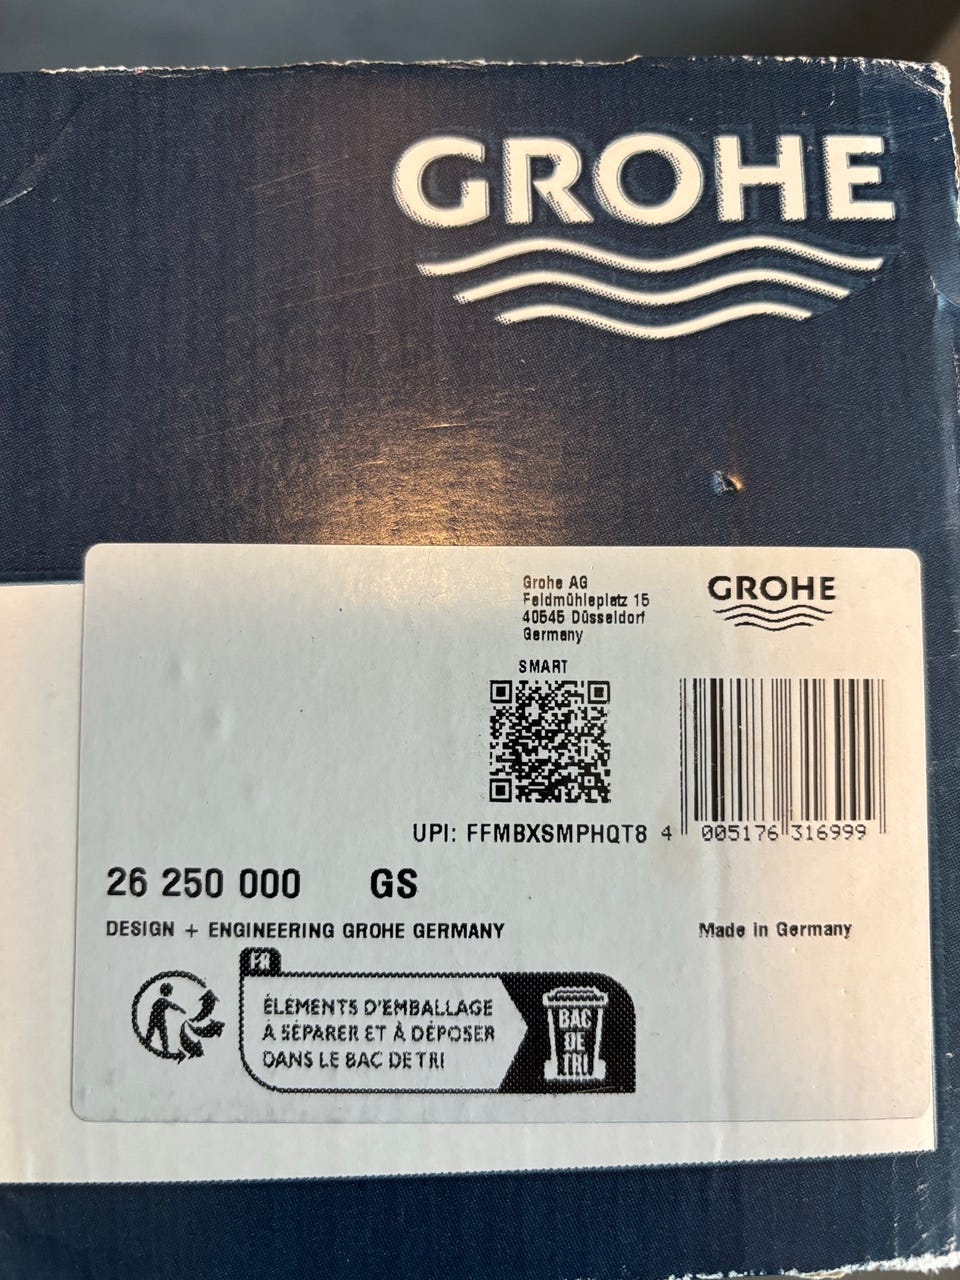 GROHE
Grohe AG
Feldmühleplatz 15
40545 Düsseldorf
Germany
GROHE
SMART
UPI: FFMBXSMPHQT8
4 005176 316999
26 250 000 GS
DESIGN + ENGINEERING GROHE GERMANY
Made in Germany
FR
ÉLÉMENTS D'EMBALLAGE
À SÉPARER ET À DÉPOSER
DANS LE BAC DE TRI
BAC
DE
TRI